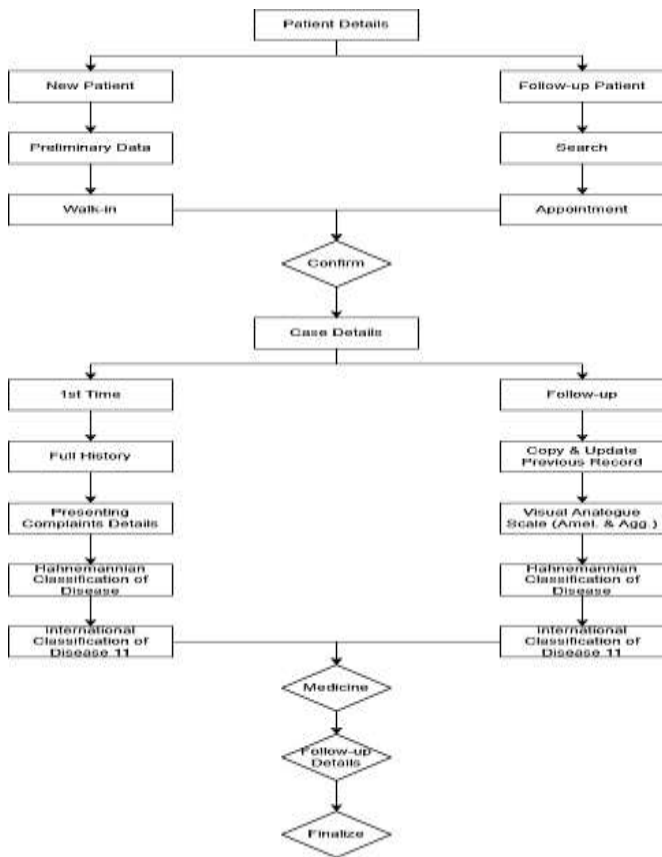 Patient Details
New Patient
Follow-up Patient
Preliminary Data
Search
Walk-in
Appointment
Confirm
Case Details
1st Time
Follow-up
Full History
Copy & Update
Previous Record
Presenting
Complaints Details
Visual Analogue
Scale (Amel. & Agg.)
Hahnemannian
Classification of
Disease
Hahnemannian
Classification of
Disease
International
Classification of
Disease 11
International
Classification of
Disease 11
Medicine
Follow-up
Details
Finalize